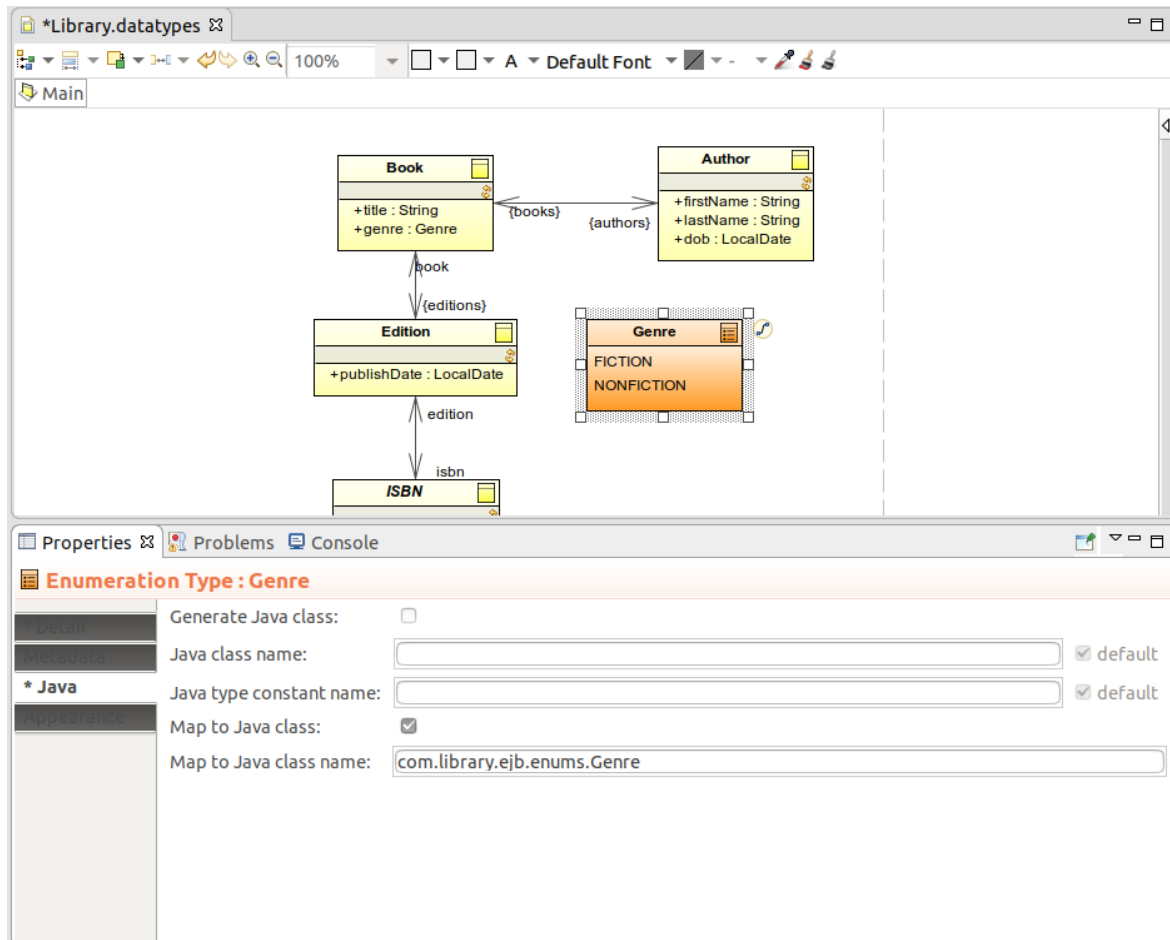 *Library.datatypes
100%
A
Default Font
Main
Book
+title : String
+genre : Genre
Author
+firstName : String
+lastName : String
+dob : LocalDate
{books}
{authors}
book
{editions}
Edition
+publishDate : LocalDate
Genre
FICTION
NONFICTION
edition
isbn
ISBN
Properties
Problems
Console
Enumeration Type : Genre
* Detail
Metadata
* Java
Appearance
Generate Java class:
Java class name:
default
Java type constant name:
default
Map to Java class:
Map to Java class name:
com.library.ejb.enums.Genre